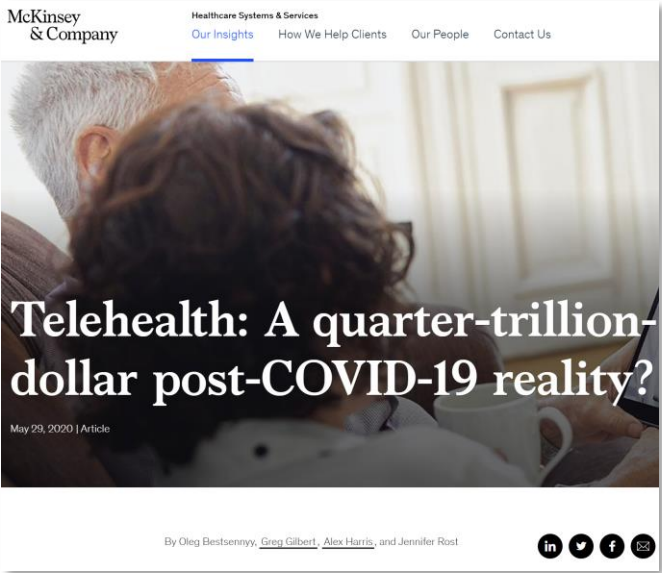 McKinsey
& Company
Healthcare Systems & Services
Our Insights How We Help Clients Our People Contact Us
Telehealth: A quarter-trillion-
dollar post-COVID-19 reality?
May 29, 2020 | Article
By Oleg Bestsennyy, Greg Gilbert, Alex Harris, and Jennifer Rost
in f